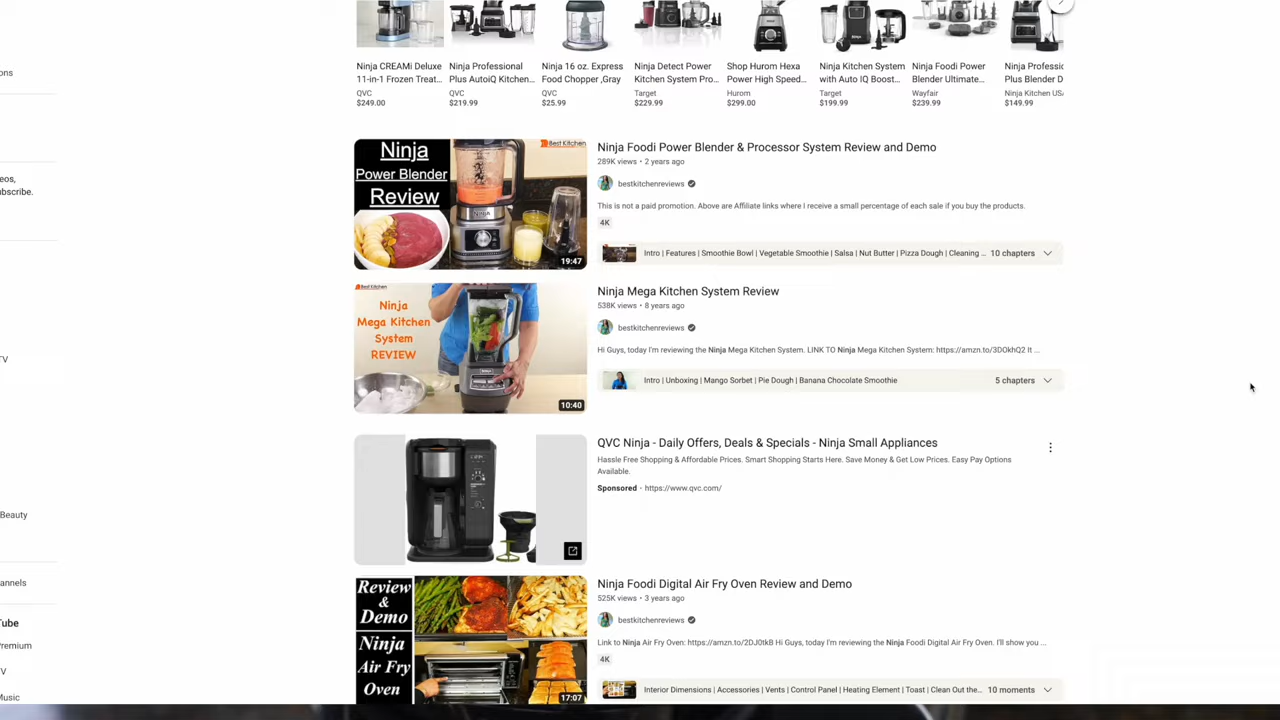 ons
eos,
ubscribe.
TV
Beauty
annels
ube
remium
TV
Music
Ninja CREAMi Deluxe
11-in-1 Frozen Treat...
QVC
$249.00
Ninja Professional
Plus AutoiQ Kitchen...
QVC
$219.99
Ninja 16 oz. Express
Food Chopper ,Gray
QVC
$25.99
Ninja Detect Power
Kitchen System Pro...
Target
$229.99
Shop Hurom Hexa
Power High Speed...
Hurom
$299.00
Ninja Kitchen System
with Auto IQ Boost...
Target
$199.99
Ninja Foodi Power
Blender Ultimate...
Wayfair
$239.99
Ninja Professio
Plus Blender D
Ninja Kitchen USA
$149.99
Ninja
Power Blender
Review
Best Kitchen
19:47
Ninja Foodi Power Blender & Processor System Review and Demo
289K views • 2 years ago
bestkitchenreviews
This is not a paid promotion. Above are Affiliate links where I receive a small percentage of each sale if you buy the products.
4K
Intro | Features | Smoothie Bowl | Vegetable Smoothie | Salsa | Nut Butter | Pizza Dough | Cleaning ... 10 chapters
Best Kitchen
Ninja
Mega Kitchen
System
REVIEW
10:40
Ninja Mega Kitchen System Review
538K views • 8 years ago
bestkitchenreviews
Hi Guys, today I'm reviewing the Ninja Mega Kitchen System. LINK TO Ninja Mega Kitchen System: https://amzn.to/3DOkhQ2 It ...
Intro | Unboxing | Mango Sorbet | Pie Dough | Banana Chocolate Smoothie 5 chapters
QVC Ninja - Daily Offers, Deals & Specials - Ninja Small Appliances
Hassle Free Shopping & Affordable Prices. Smart Shopping Starts Here. Save Money & Get Low Prices. Easy Pay Options
Available.
Sponsored · https://www.qvc.com/
Review
&
Demo
Ninja
Air Fry
Oven
17:07
Ninja Foodi Digital Air Fry Oven Review and Demo
525K views • 3 years ago
bestkitchenreviews
Link to Ninja Air Fry Oven: https://amzn.to/2DJ0tkB Hi Guys, today I'm reviewing the Ninja Foodi Digital Air Fry Oven. I'll show you ...
4K
Interior Dimensions | Accessories | Vents | Control Panel | Heating Element | Toast | Clean Out the... 10 moments